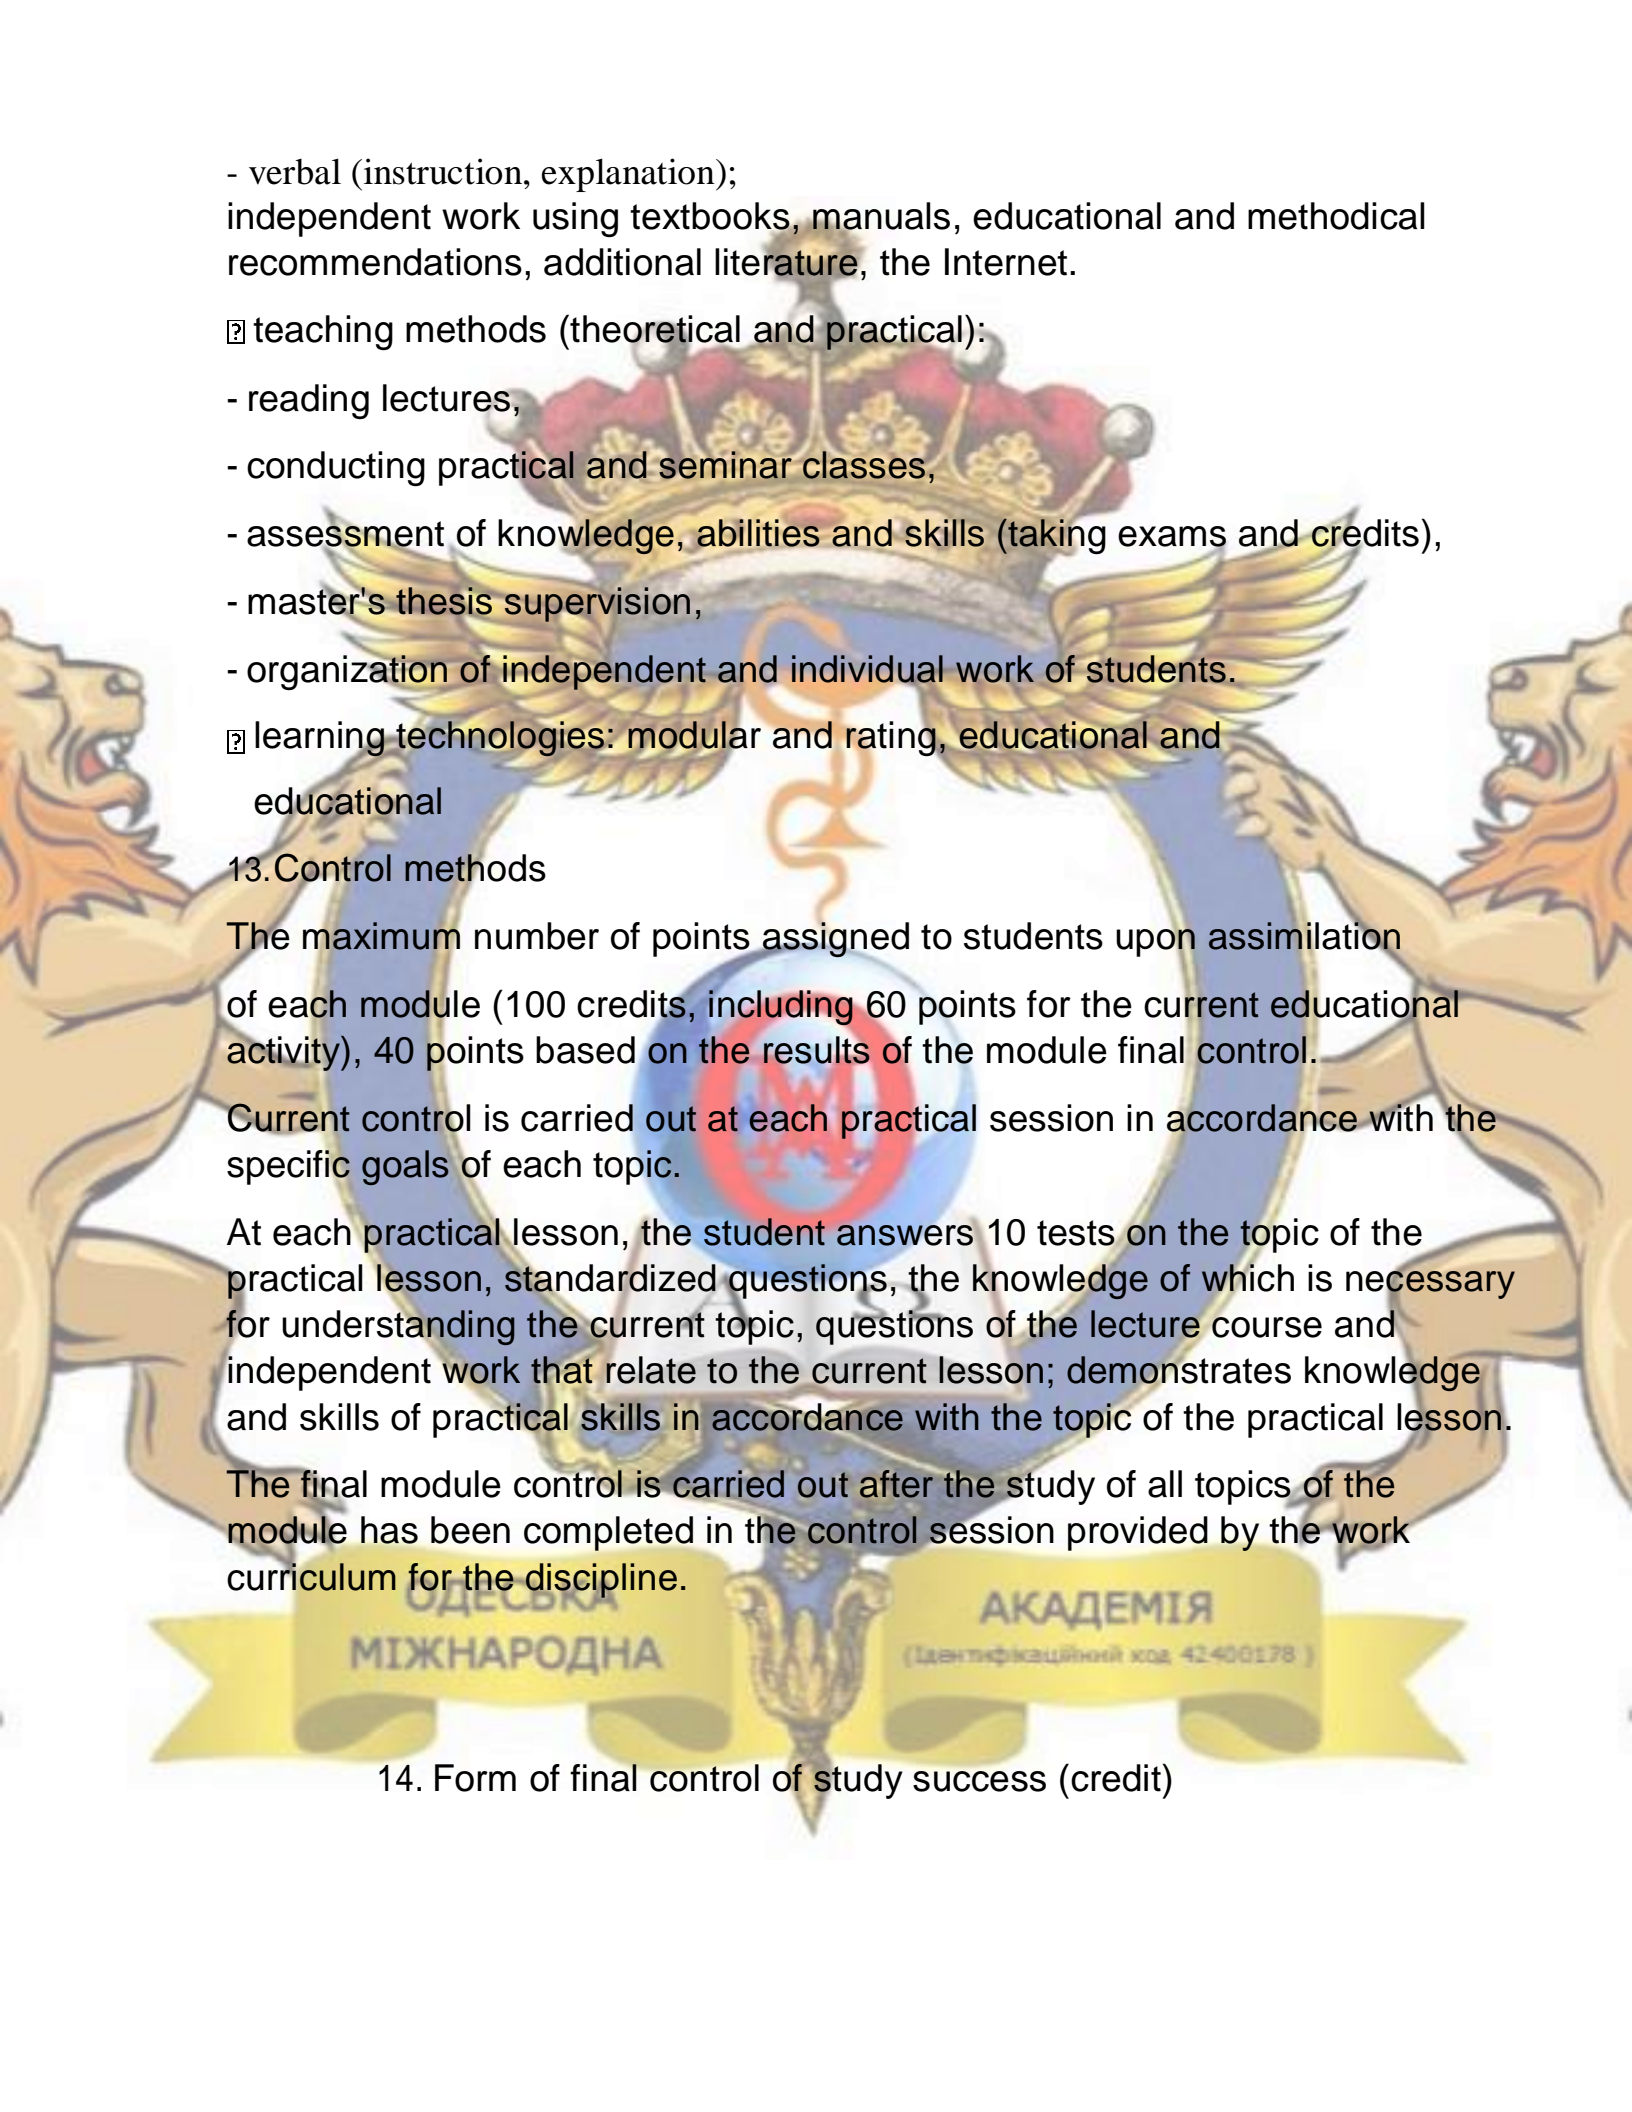 - verbal (instruction, explanation);
independent work using textbooks, manuals, educational and methodical
recommendations, additional literature, the Internet.
teaching methods (theoretical and practical):
- reading lectures,
- conducting practical and seminar classes,
- assessment of knowledge, abilities and skills (taking exams and credits),
- master's thesis supervision,
- organization of independent and individual work of students.
learning technologies: modular and rating, educational and
educational
13.Control methods
The maximum number of points assigned to students upon assimilation
of each module (100 credits, including 60 points for the current educational
activity), 40 points based on the results of the module final control.
Current control is carried out at each practical session in accordance with the
specific goals of each topic.
At each practical lesson, the student answers 10 tests on the topic of the
practical lesson, standardized questions, the knowledge of which is necessary
for understanding the current topic, questions of the lecture course and
independent work that relate to the current lesson; demonstrates knowledge
and skills of practical skills in accordance with the topic of the practical lesson.
The final module control is carried out after the study of all topics of the
module has been completed in the control session provided by the work
curriculum for the discipline.
ОДЕСЬКА
МІЖНАРОДНА
АКАДЕМІЯ
(Ідентифікаційний код 42400178 )
14. Form of final control of study success (credit)